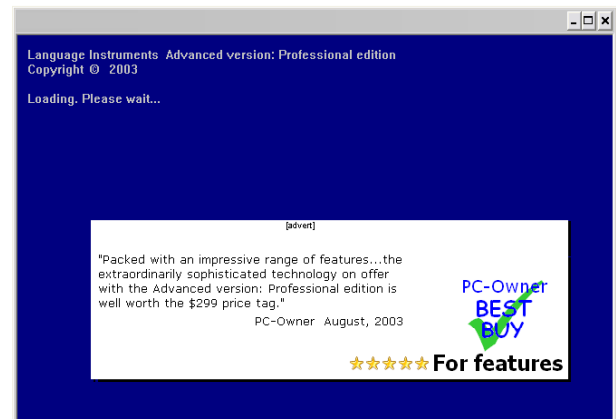 Language Instruments Advanced version: Professional edition
Copyright © 2003
Loading. Please wait...
[advert]
"Packed with an impressive range of features...the
extraordinarily sophisticated technology on offer
with the Advanced version: Professional edition is
well worth the $299 price tag."
PC-Owner August, 2003
PC-Owner
BEST
BUY
For features